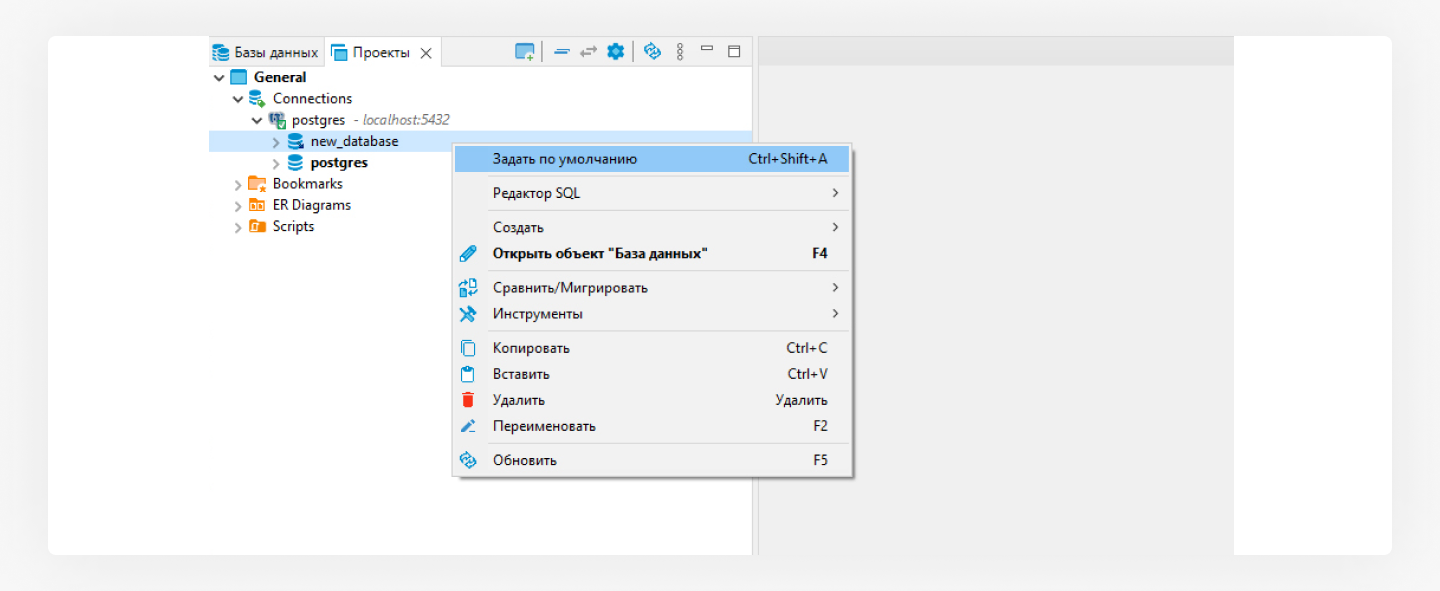 Базы данных Проекты
General
Connections
postgres - localhost:5432
new_database
postgres
Bookmarks
ER Diagrams
Scripts
Задать по умолчанию Ctrl+Shift+A
Редактор SQL
Создать
Открыть объект "База данных" F4
Сравнить/Мигрировать
Инструменты
Копировать Ctrl+C
Вставить Ctrl+V
Удалить Удалить
Переименовать F2
Обновить F5